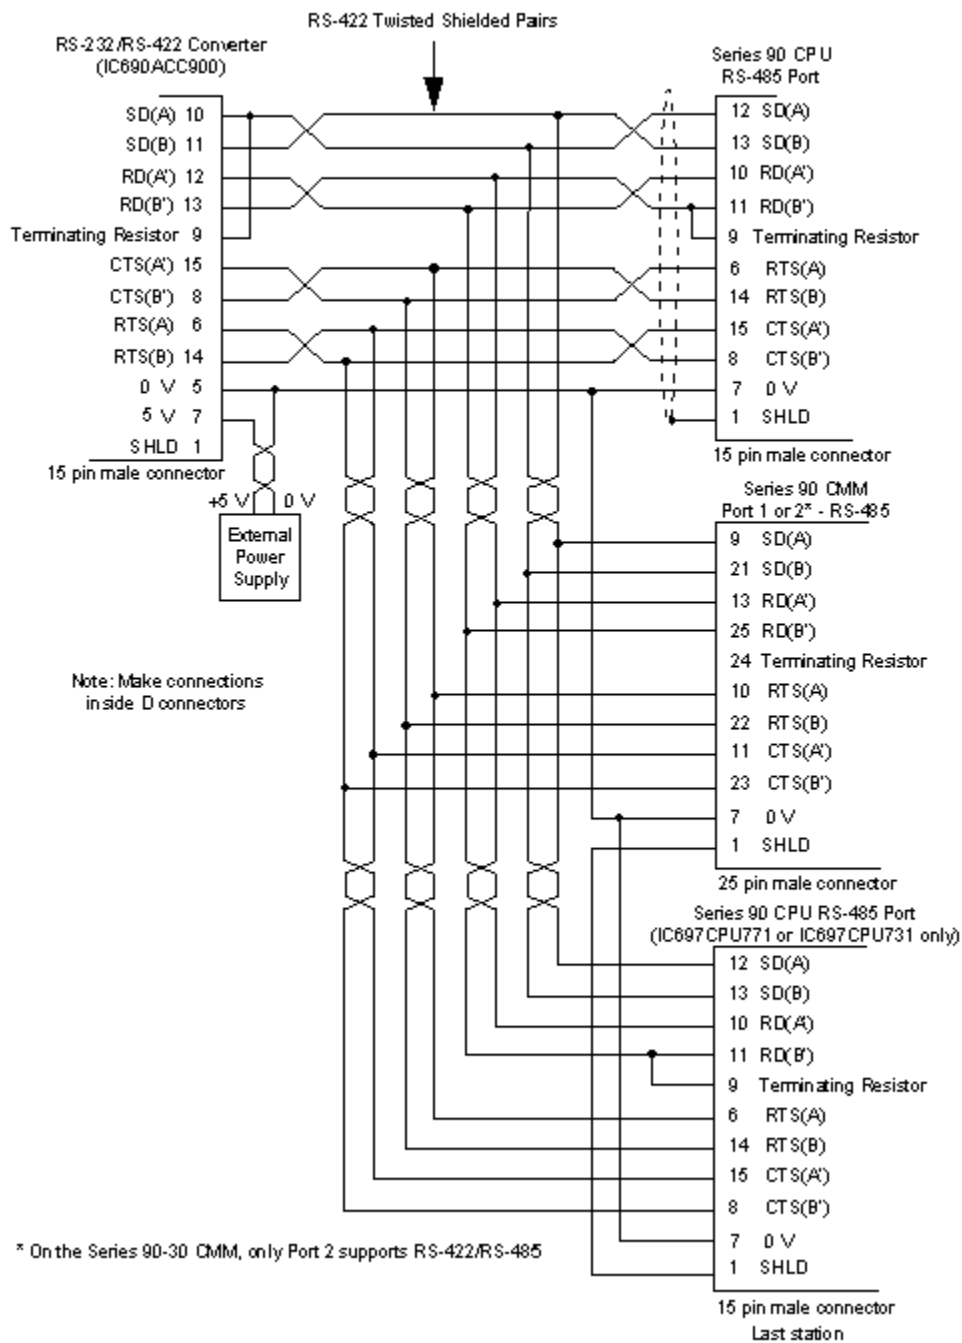 RS-422 Twisted Shielded Pairs
RS-232/RS-422 Converter
(IC690ACC900)
SD(A) 10
SD(B) 11
RD(A') 12
RD(B') 13
Terminating Resistor 9
CTS(A') 15
CTS(B') 8
RTS(A) 6
RTS(B) 14
0 V 5
5 V 7
SHLD 1
15 pin male connector
+5 V 0 V
External
Power
Supply
Note: Make connections
inside D connectors
Series 90 CPU
RS-485 Port
12 SD(A)
13 SD(B)
10 RD(A')
11 RD(B')
9 Terminating Resistor
6 RTS(A)
14 RTS(B)
15 CTS(A')
8 CTS(B')
7 0 V
1 SHLD
15 pin male connector
Series 90 CMM
Port 1 or 2* - RS-485
9 SD(A)
21 SD(B)
13 RD(A')
25 RD(B')
24 Terminating Resistor
10 RTS(A)
22 RTS(B)
11 CTS(A')
23 CTS(B')
7 0 V
1 SHLD
25 pin male connector
Series 90 CPU RS-485 Port
(IC697CPU771 or IC697CPU731 only)
12 SD(A)
13 SD(B)
10 RD(A')
11 RD(B')
9 Terminating Resistor
6 RTS(A)
14 RTS(B)
15 CTS(A')
8 CTS(B')
7 0 V
1 SHLD
15 pin male connector
Last station
* On the Series 90-30 CMM, only Port 2 supports RS-422/RS-485